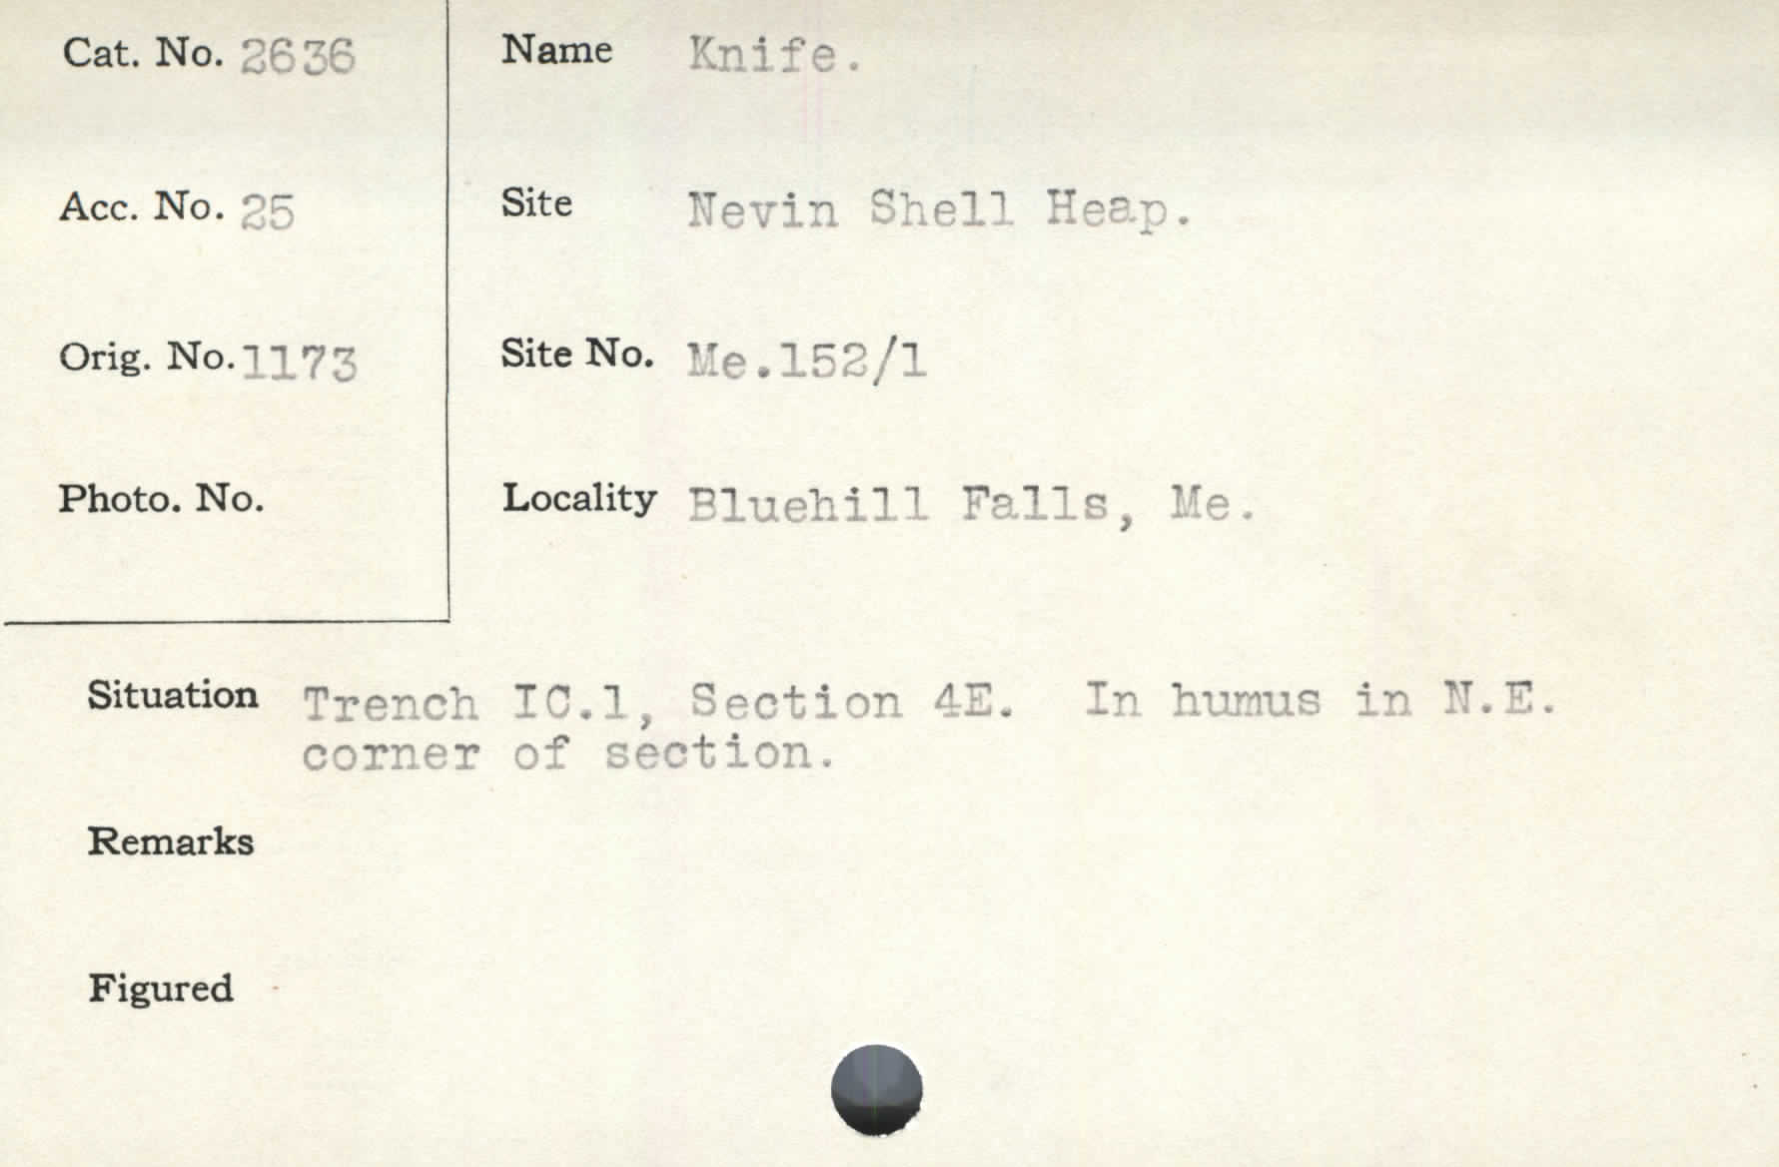 Cat. No. 2636
Name Knife.
Acc. No. 25
Site Nevin Shell Heap.
Orig. No. 1173
Site No. Me.152/1
Photo. No.
Locality Bluehill Falls, Me.
Situation Trench IC.1, Section 4E. In humus in N.E.
corner of section.
Remarks
Figured